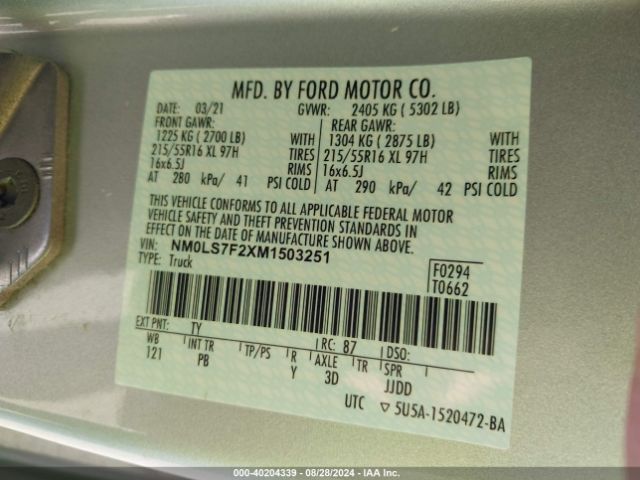 MFD. BY FORD MOTOR CO.
DATE: 03/21 GVWR: 2405 KG ( 5302 LB)
FRONT GAWR: REAR GAWR:
1225 KG ( 2700 LB) WITH 1304 KG ( 2875 LB) WITH
215/55R16 XL 97H TIRES 215/55R16 XL 97H TIRES
16x6.5J RIMS 16x6.5J RIMS
AT 280 kPa/ 41 PSI COLD AT 290 kPa/ 42 PSI COLD
THIS VEHICLE CONFORMS TO ALL APPLICABLE FEDERAL MOTOR
VEHICLE SAFETY AND THEFT PREVENTION STANDARDS IN
EFFECT ON THE DATE OF MANUFACTURE SHOWN ABOVE.
VIN: NM0LS7F2XM1503251
TYPE: Truck
F0294
T0662
EXT PNT: TY RC: 87 DSO:
WB INT TR TP/PS R AXLE TR SPR
121 PB Y 3D JJDD
UTC ▽ 5U5A-1520472-BA
000-40204339 - 08/28/2024 - IAA Inc.